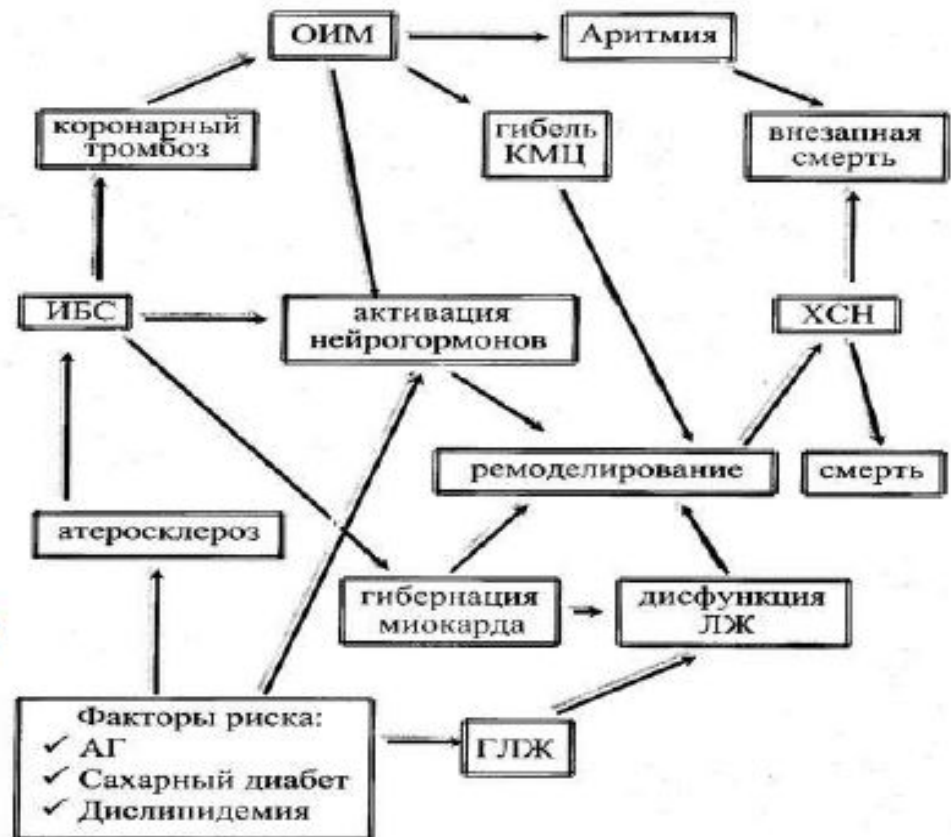 ОИМ
Аритмия
коронарный
тромбоз
гибель
КМЦ
внезапная
смерть
ИБС
активация
нейрогормонов
ХСН
ремоделирование
смерть
атеросклероз
гибернация
миокарда
дисфункция
ЛЖ
Факторы риска:
✓ АГ
✓ Сахарный диабет
✓ Дислипидемия
ГЛЖ